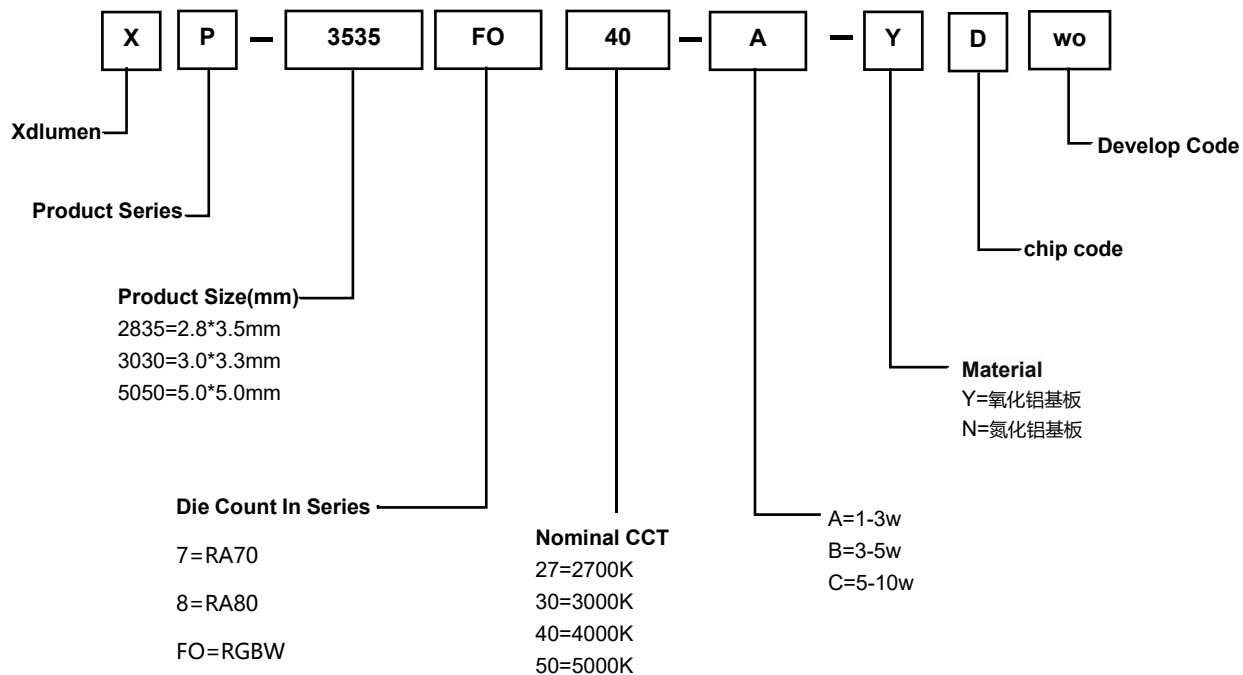 X P — 3535 FO 40 — A — Y D wo
Xdlumen
Develop Code
Product Series
chip code
Product Size(mm)
2835=2.8*3.5mm
3030=3.0*3.3mm
5050=5.0*5.0mm
Material
Y=氧化铝基板
N=氮化铝基板
Die Count In Series
7=RA70
8=RA80
FO=RGBW
Nominal CCT
27=2700K
30=3000K
40=4000K
50=5000K
A=1-3w
B=3-5w
C=5-10w